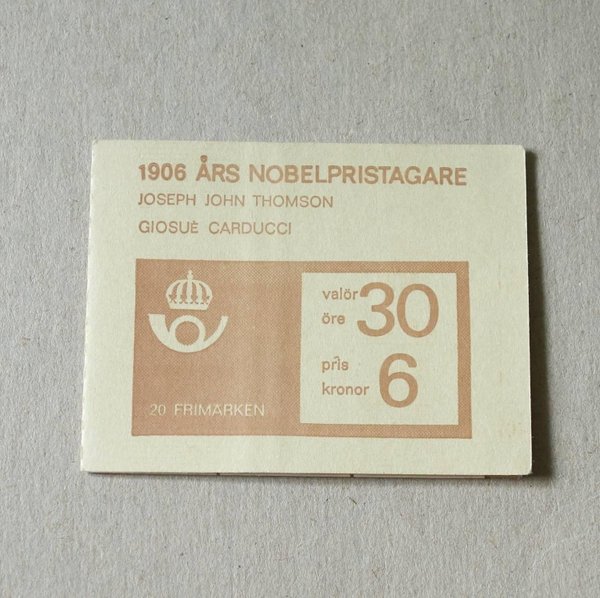 1906 ÅRS NOBELPRISTAGARE
JOSEPH JOHN THOMSON
GIOSUÈ CARDUCCI
valör
öre 30
pris
kronor 6
20 FRIMÄRKEN